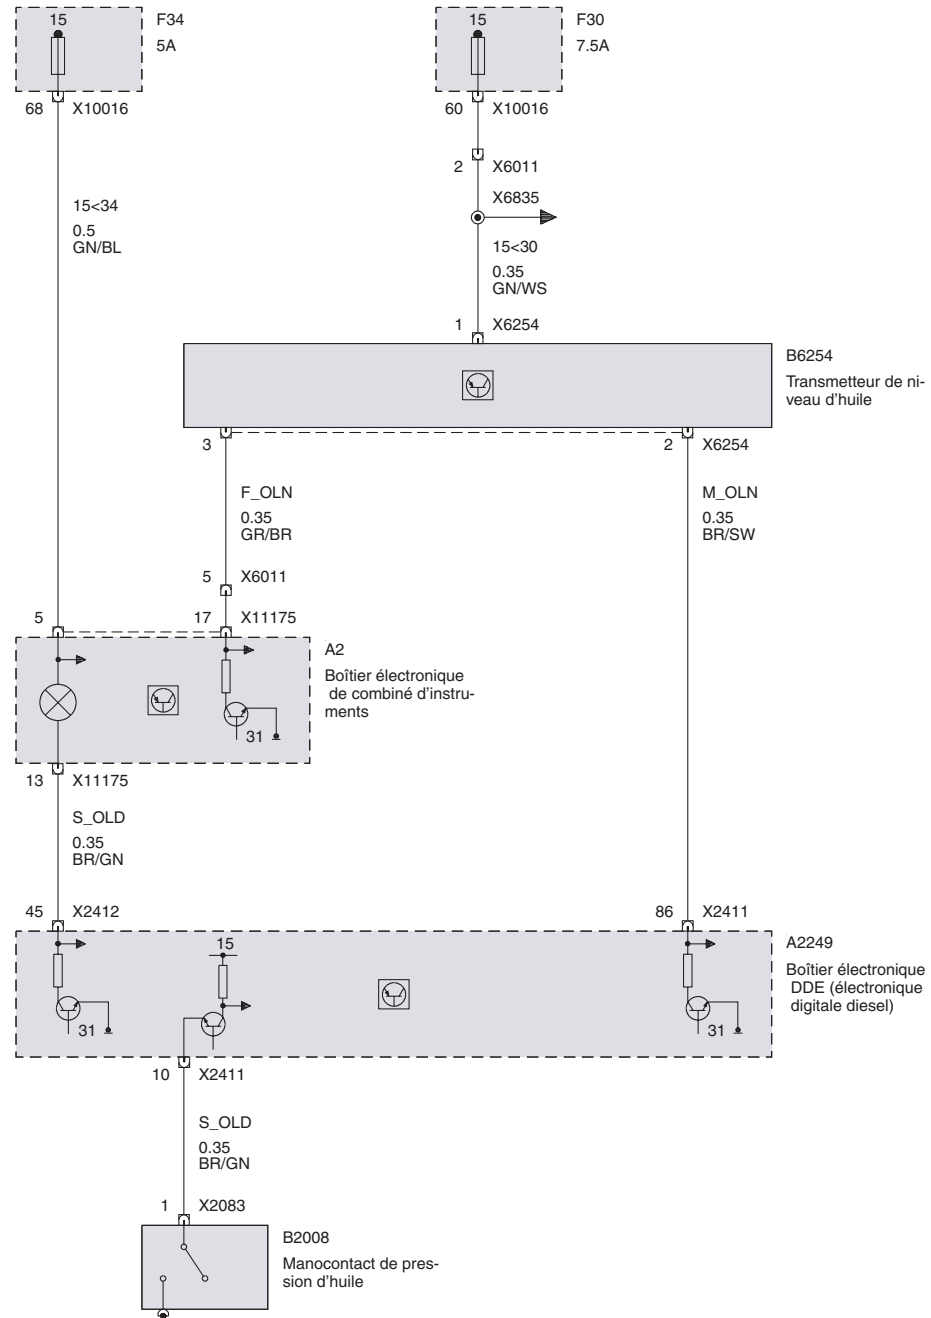 15
F34
5A
68 X10016
15
F30
7.5A
60 X10016
2 X6011
X6835
15<34
0.5
GN/BL
15<30
0.35
GN/WS
1 X6254
B6254
Transmetteur de ni-
veau d'huile
3
2 X6254
F_OLN
0.35
GR/BR
M_OLN
0.35
BR/SW
5 X6011
5
17 X11175
A2
Boîtier électronique
de combiné d'instru-
ments
31
13 X11175
S_OLD
0.35
BR/GN
45 X2412
86 X2411
A2249
Boîtier électronique
DDE (électronique
digitale diesel)
15
31
31
10 X2411
S_OLD
0.35
BR/GN
1 X2083
B2008
Manocontact de pres-
sion d'huile